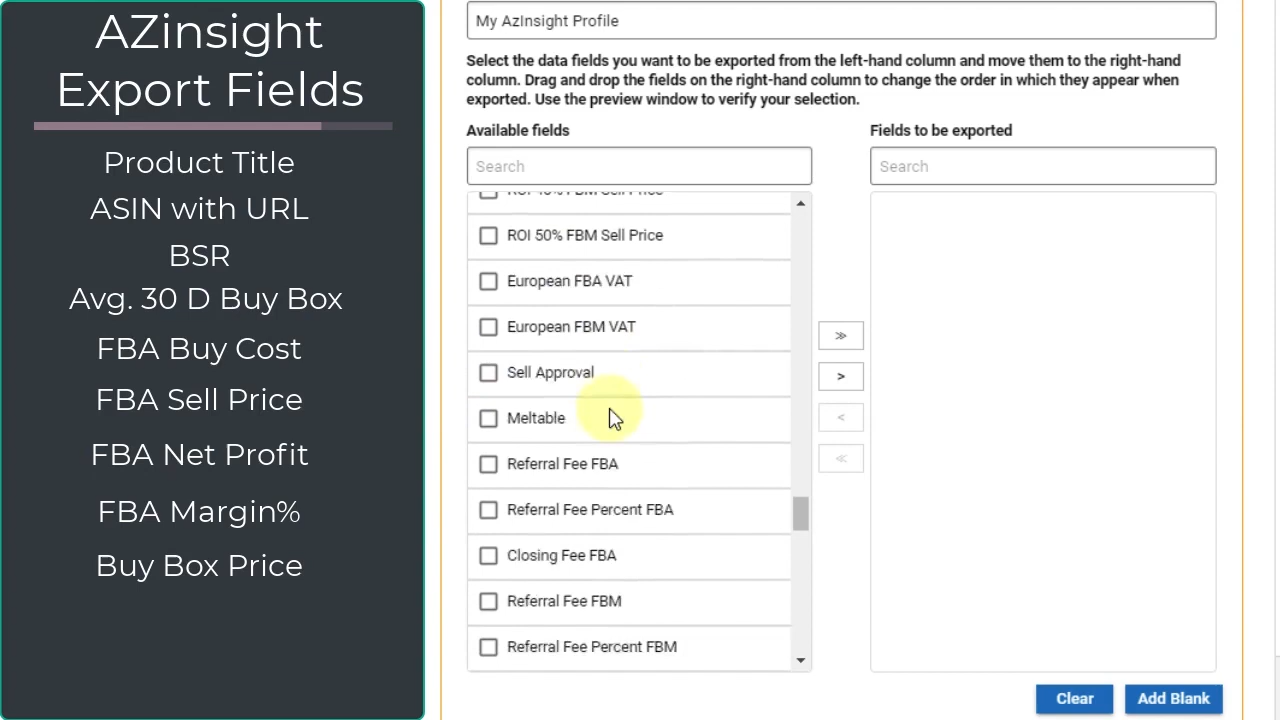 AZinsight
Export Fields
Product Title
ASIN with URL
BSR
Avg. 30 D Buy Box
FBA Buy Cost
FBA Sell Price
FBA Net Profit
FBA Margin%
Buy Box Price
My AzInsight Profile
Select the data fields you want to be exported from the left-hand column and move them to the right-hand
column. Drag and drop the fields on the right-hand column to change the order in which they appear when
exported. Use the preview window to verify your selection.
Available fields
Search
ROI 50% FBM Sell Price
European FBA VAT
European FBM VAT
Sell Approval
Meltable
Referral Fee FBA
Referral Fee Percent FBA
Closing Fee FBA
Referral Fee FBM
Referral Fee Percent FBM
≫
>
<
≪
Fields to be exported
Search
Clear
Add Blank